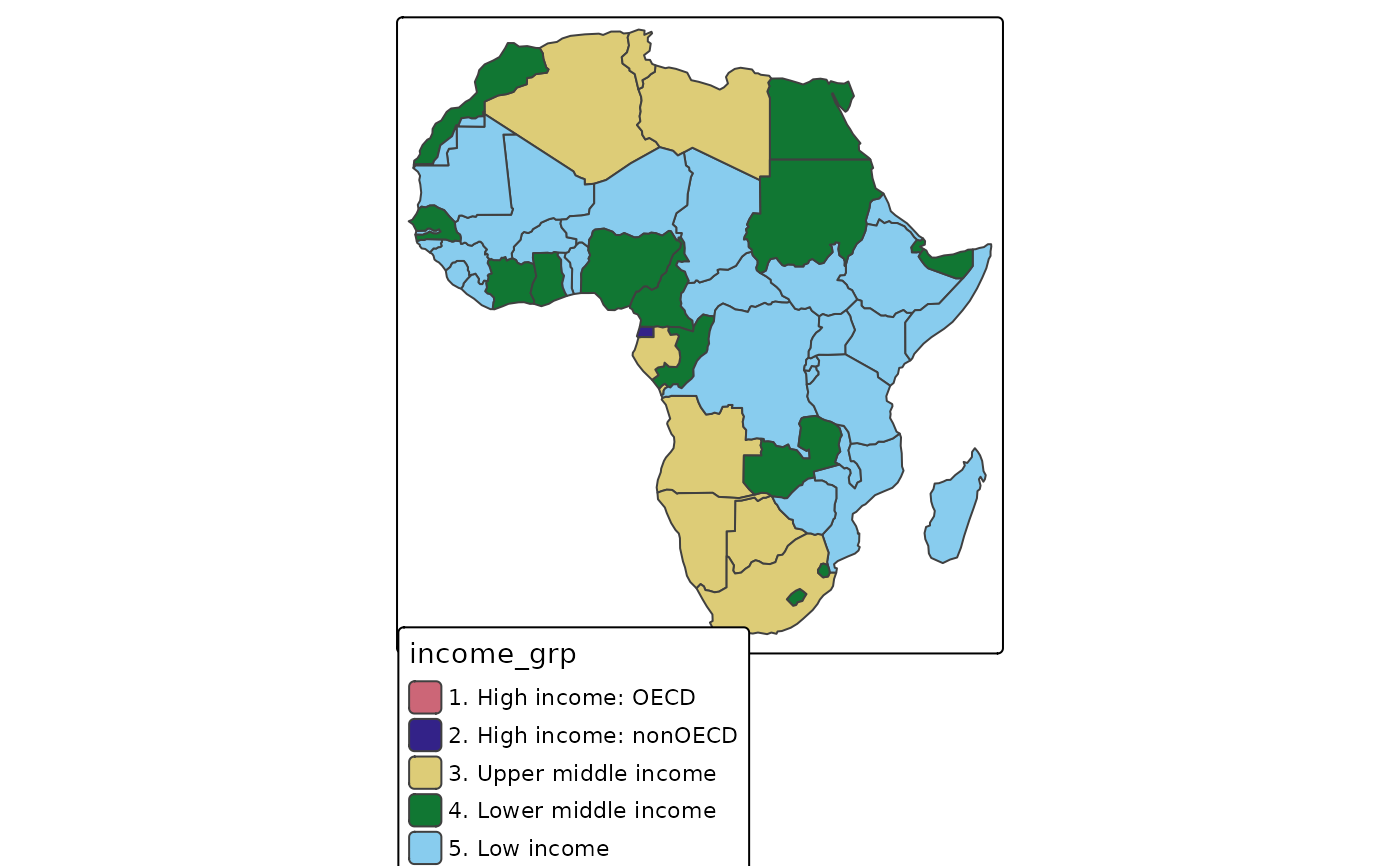 income_grp
1. High income: OECD
2. High income: nonOECD
3. Upper middle income
4. Lower middle income
5. Low income